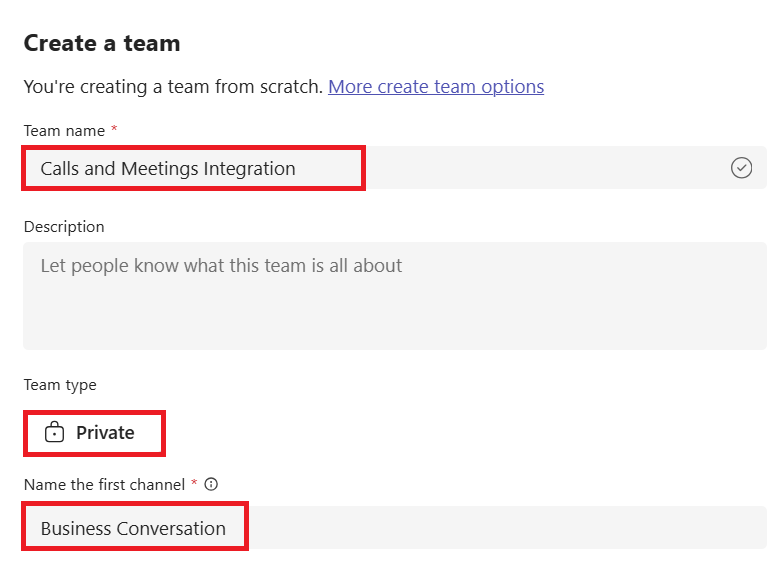 Create a team
You're creating a team from scratch. More create team options
Team name *
Calls and Meetings Integration
Description
Let people know what this team is all about
Team type
Private
Name the first channel *
Business Conversation